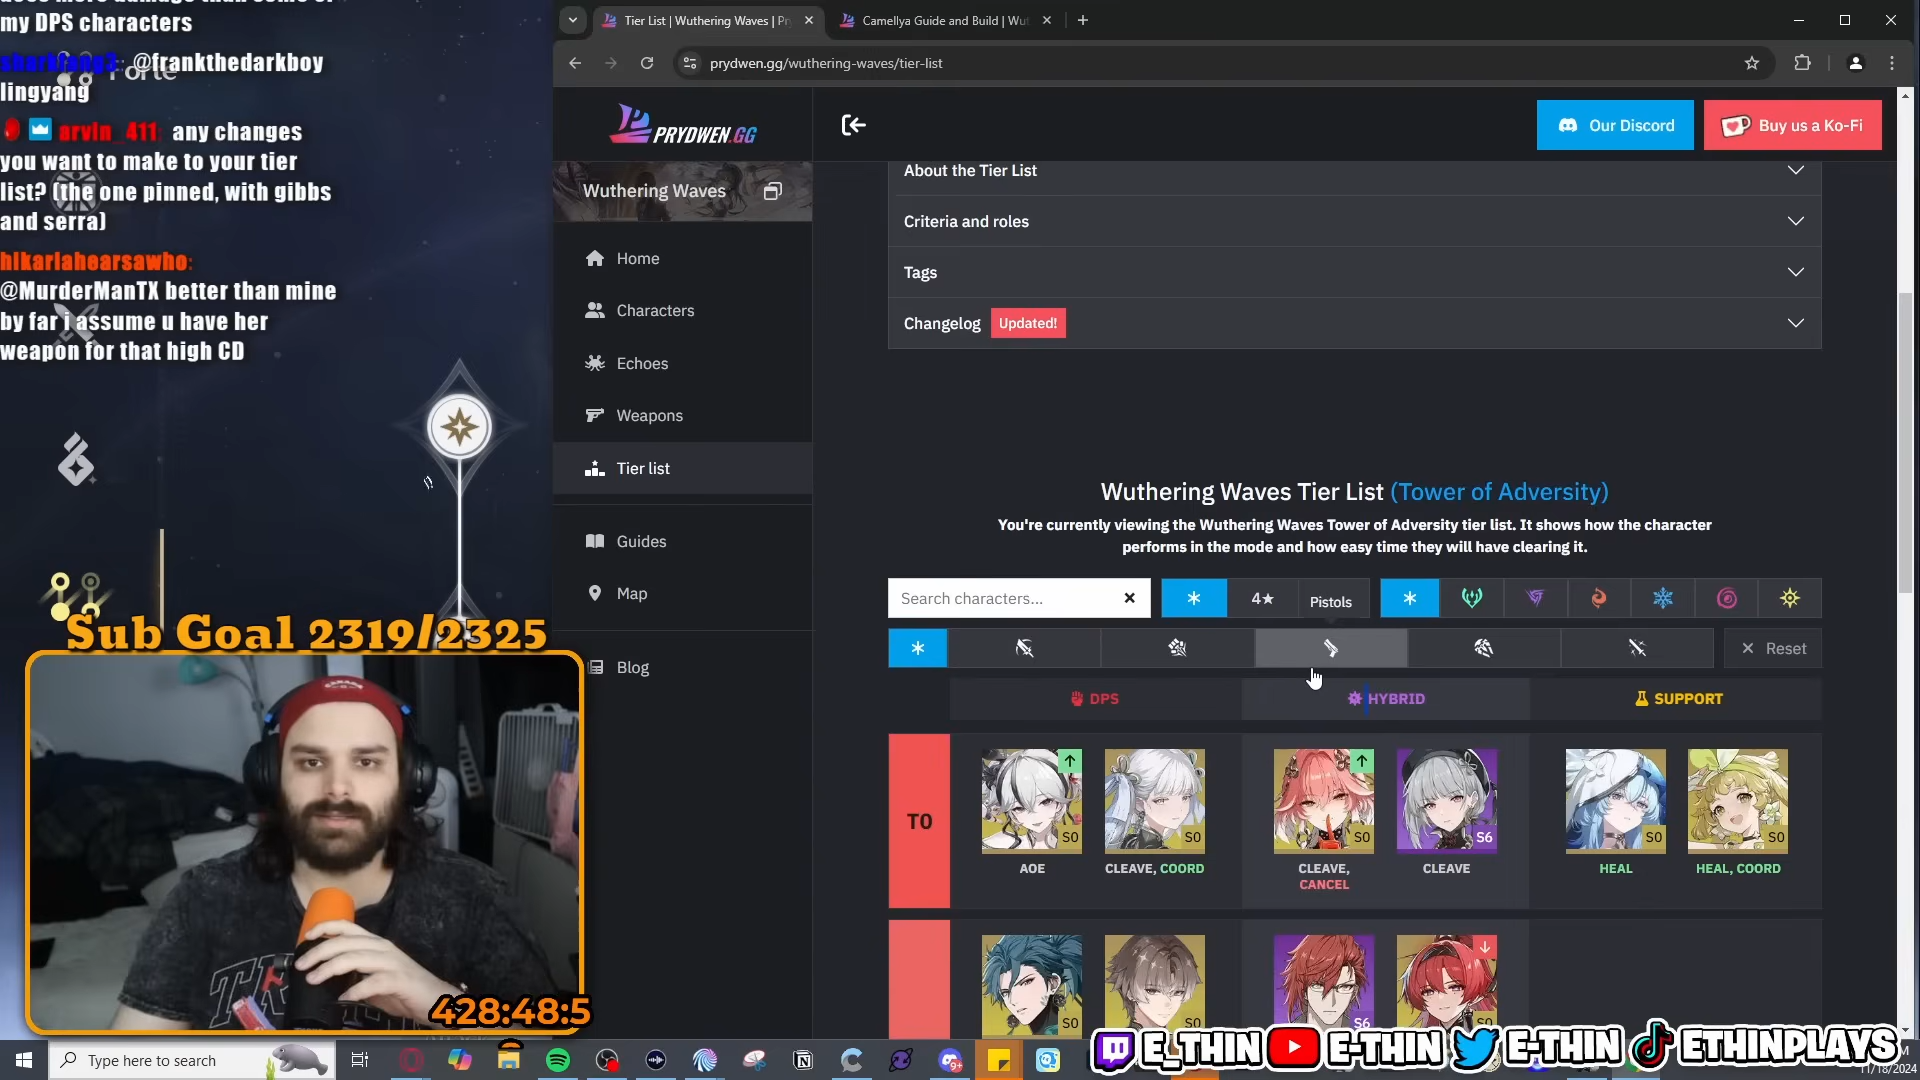 my DPS characters
sharkfang3: @frankthedarkboy
lingyang
Forte
arvin_411: any changes
you want to make to your tier
list? (the one pinned, with gibbs
and serra)
hikariahearsawho:
@MurderManTX better than mine
by far i assume u have her
weapon for that high CD
Sub Goal 2319/2325
428:48:5
Tier List | Wuthering Waves | Pr
Camellya Guide and Build | Wut
prydwen.gg/wuthering-waves/tier-list
PRYDWEN.GG
Our Discord
Buy us a Ko-Fi
Wuthering Waves
Home
Characters
Echoes
Weapons
Tier list
Guides
Map
Blog
About the Tier List
Criteria and roles
Tags
Changelog Updated!
Wuthering Waves Tier List (Tower of Adversity)
You're currently viewing the Wuthering Waves Tower of Adversity tier list. It shows how the character
performs in the mode and how easy time they will have clearing it.
Search characters...
4★
Pistols
Reset
DPS
HYBRID
SUPPORT
T0
S0
S0
S0
S6
S0
S0
AOE
CLEAVE, COORD
CLEAVE,
CANCEL
CLEAVE
HEAL
HEAL, COORD
S0
S0
S6
S0
Type here to search
E_THIN
E-THIN
E-THIN
ETHINPLAYS
11/18/2024